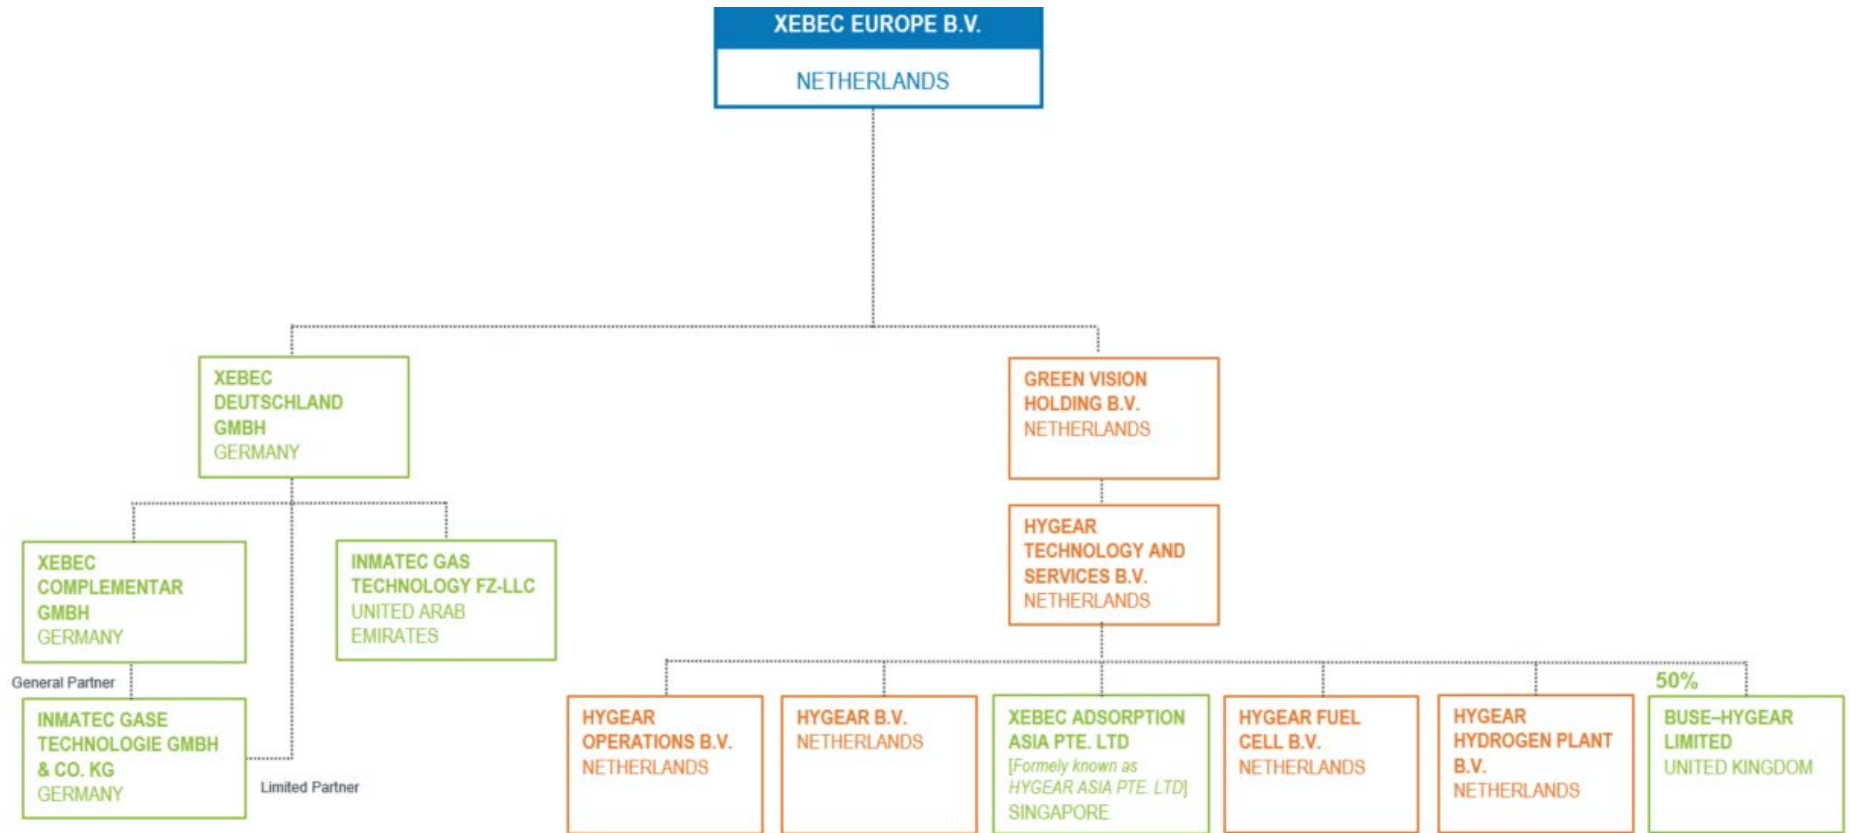 XEBEC EUROPE B.V.
NETHERLANDS
XEBEC
DEUTSCHLAND
GMBH
GERMANY
GREEN VISION
HOLDING B.V.
NETHERLANDS
XEBEC
COMPLEMENTAR
GMBH
GERMANY
INMATEC GAS
TECHNOLOGY FZ-LLC
UNITED ARAB
EMIRATES
HYGEAR
TECHNOLOGY AND
SERVICES B.V.
NETHERLANDS
General Partner
INMATEC GASE
TECHNOLOGIE GMBH
& CO. KG
GERMANY
Limited Partner
HYGEAR
OPERATIONS B.V.
NETHERLANDS
HYGEAR B.V.
NETHERLANDS
XEBEC ADSORPTION
ASIA PTE. LTD
[Formely known as
HYGEAR ASIA PTE. LTD]
SINGAPORE
HYGEAR FUEL
CELL B.V.
NETHERLANDS
HYGEAR
HYDROGEN PLANT
B.V.
NETHERLANDS
50%
BUSE–HYGEAR
LIMITED
UNITED KINGDOM